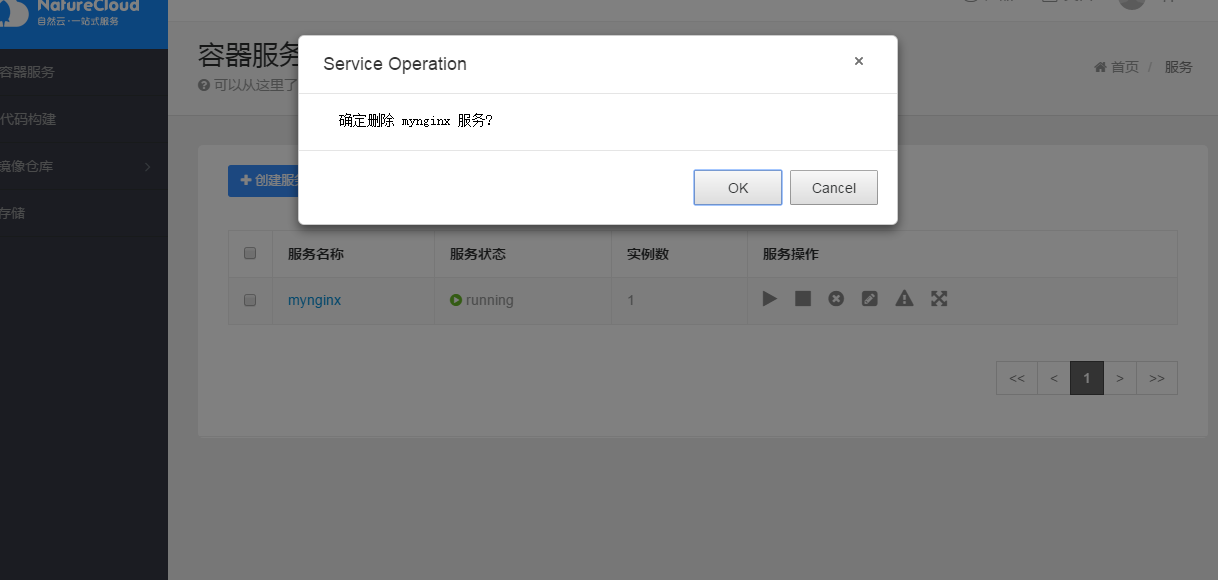 NatureCloud
自然云·一站式服务
容器服务
代码构建
镜像仓库
存储
容器服务
可以从这里了
首页 / 服务
Service Operation ×
确定删除 mynginx 服务?
OK Cancel
创建服务
服务名称 服务状态 实例数 服务操作
mynginx running 1
<< < 1 > >>